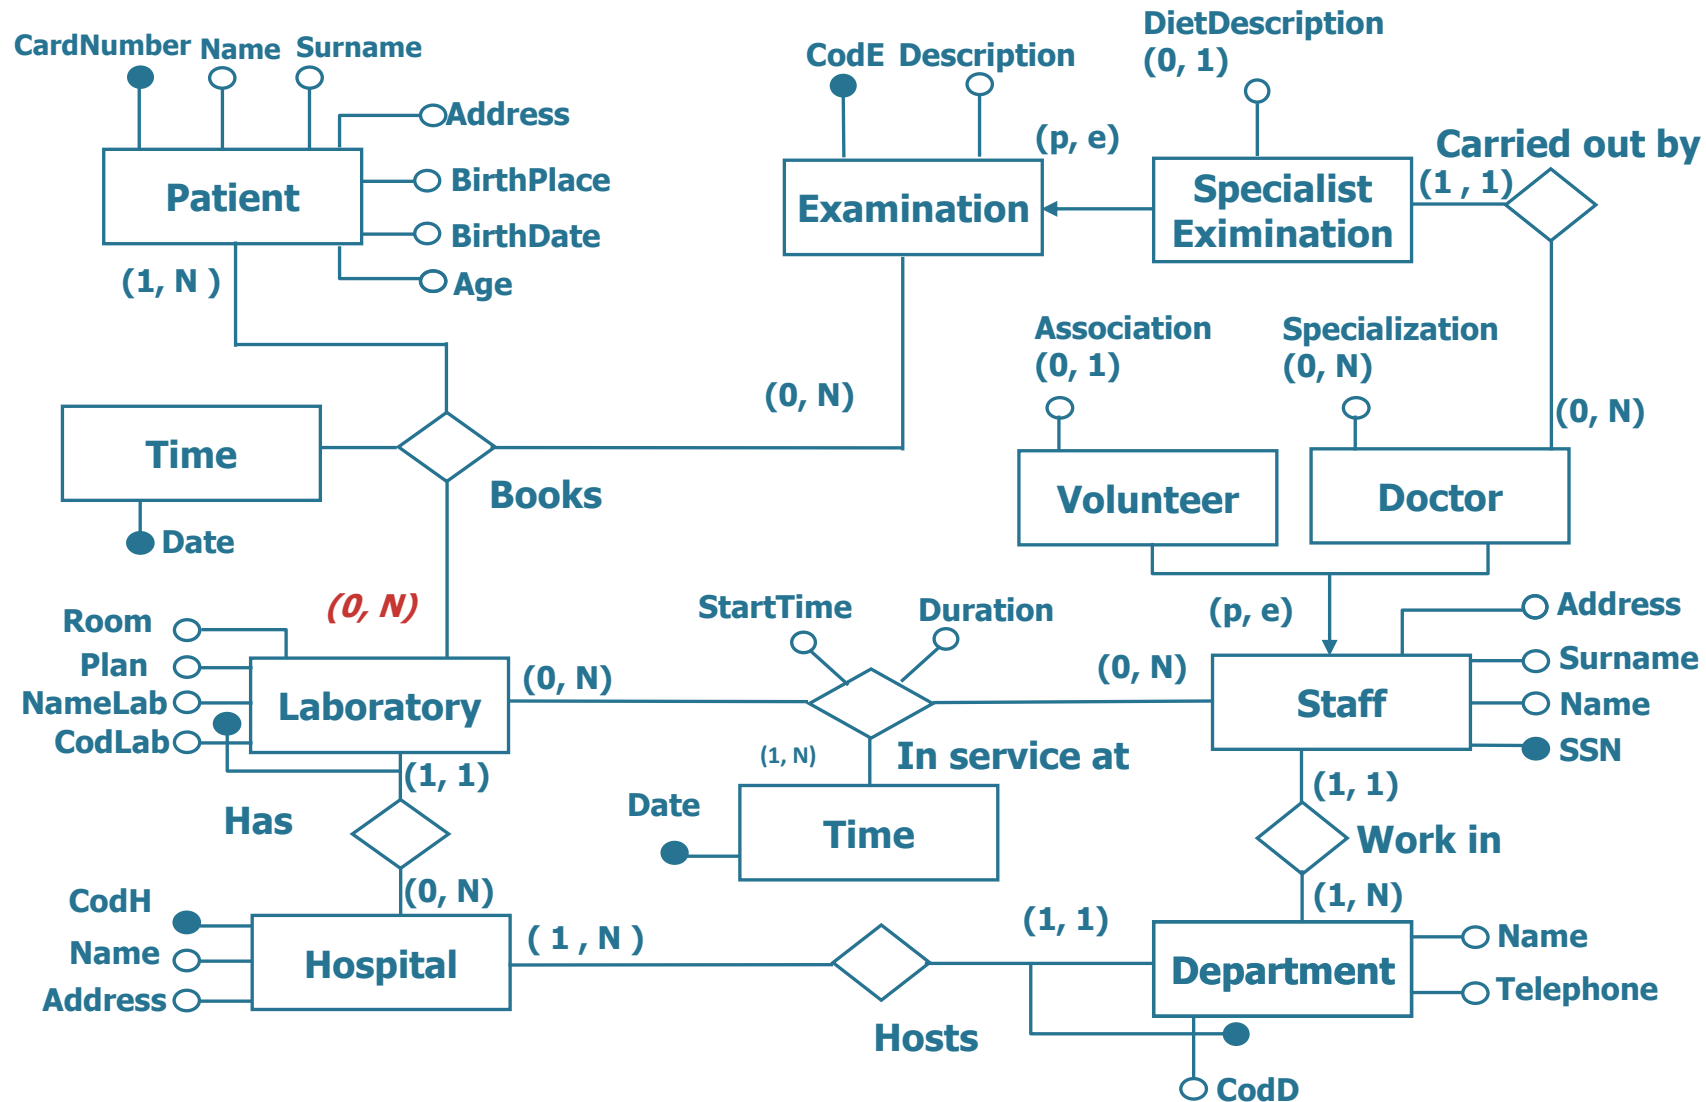 CardNumber
Name
Surname
Address
BirthPlace
BirthDate
Age
Patient
(1, N )
CodE
Description
Examination
(p, e)
DietDescription
(0, 1)
Specialist
Eximination
Carried out by
(1 , 1)
(0, N)
Association
(0, 1)
Specialization
(0, N)
(0, N)
Time
Date
Books
Volunteer
Doctor
(0, N)
Room
Plan
NameLab
CodLab
Laboratory
(0, N)
StartTime
Duration
(0, N)
(p, e)
Address
Surname
Name
SSN
Staff
(1, 1)
Has
(1, N)
In service at
Date
Time
(1, 1)
Work in
(0, N)
(1, N)
CodH
Name
Address
Hospital
( 1 , N )
(1, 1)
Hosts
Department
Name
Telephone
CodD